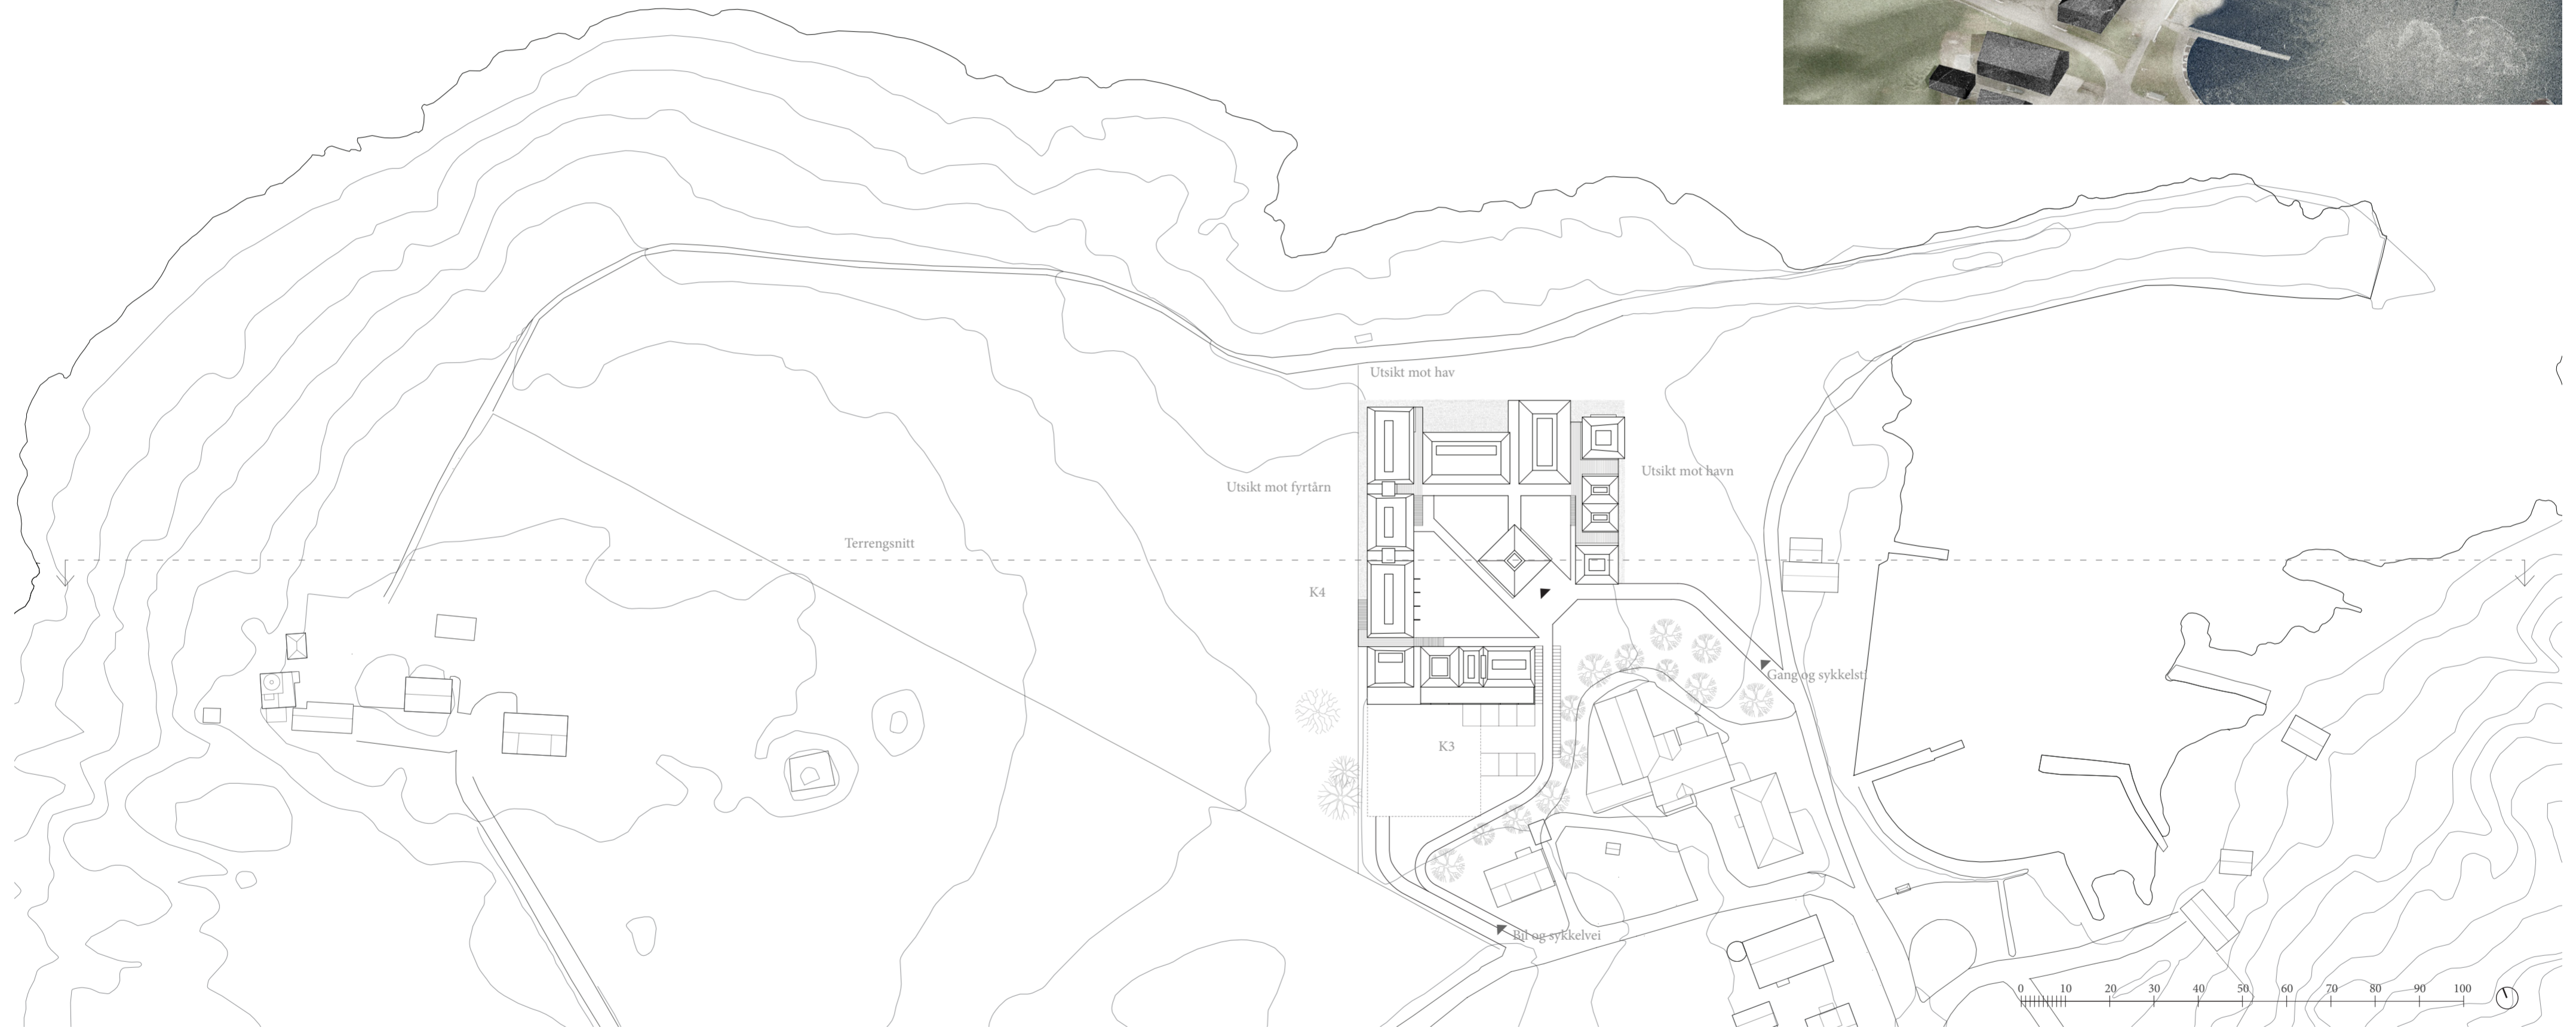 Utsikt mot hav
Utsikt mot havn
Utsikt mot fyrtårn
Terrengsnitt
K4
Gang og sykkelsti
K3
Bil og sykkelvei
0 10 20 30 40 50 60 70 80 90 100